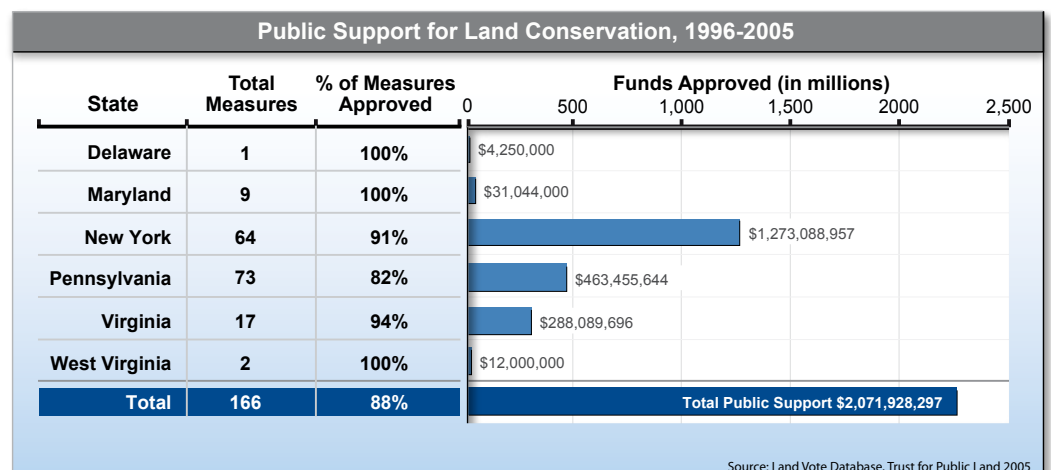 Public Support for Land Conservation, 1996-2005
State Total Measures % of Measures Approved Funds Approved (in millions)
0 500 1,000 1,500 2000 2,500
Delaware 1 100% $4,250,000
Maryland 9 100% $31,044,000
New York 64 91% $1,273,088,957
Pennsylvania 73 82% $463,455,644
Virginia 17 94% $288,089,696
West Virginia 2 100% $12,000,000
Total 166 88% Total Public Support $2,071,928,297
Source: Land Vote Database, Trust for Public Land 2005